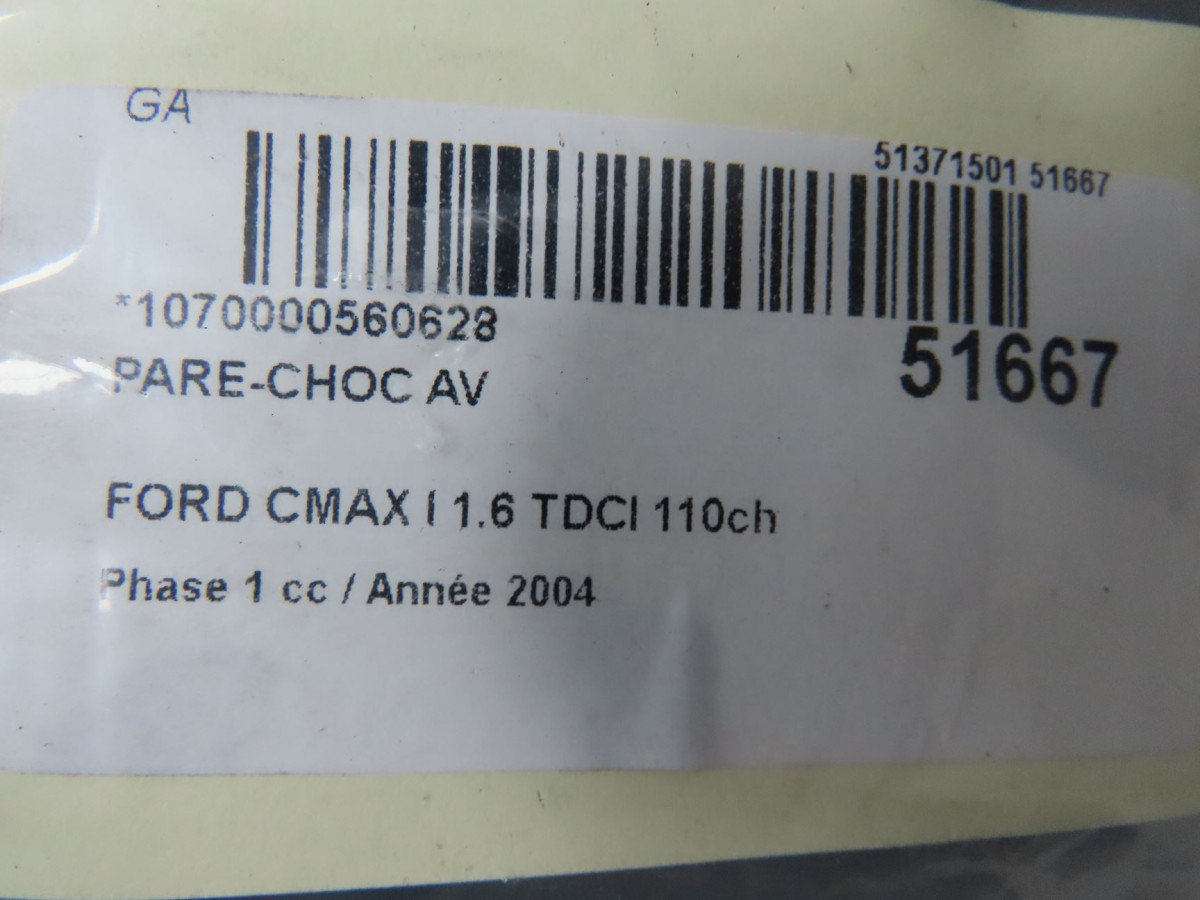 GA
51371501 51667
*1070000560628
51667
PARE-CHOC AV
FORD CMAX I 1.6 TDCI 110ch
Phase 1 cc / Année 2004